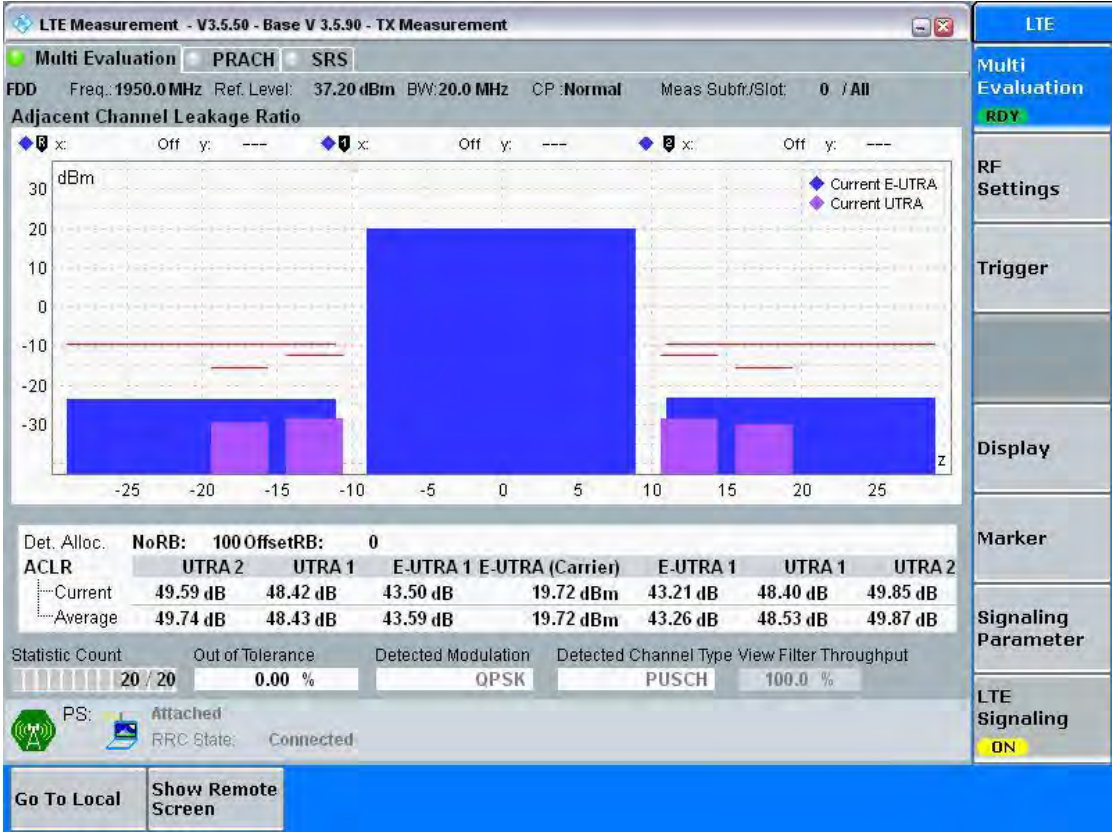 LTE Measurement - V3.5.50 - Base V 3.5.90 - TX Measurement
Multi Evaluation PRACH SRS
FDD Freq.: 1950.0 MHz Ref. Level: 37.20 dBm BW: 20.0 MHz CP : Normal Meas Subfr./Slot: 0 / All
Adjacent Channel Leakage Ratio
R x: Off y: --- 1 x: Off y: --- 2 x: Off y: ---
dBm
Current E-UTRA
Current UTRA
30
20
10
0
-10
-20
-30
z
-25 -20 -15 -10 -5 0 5 10 15 20 25
Det. Alloc. NoRB: 100 OffsetRB: 0
ACLR UTRA 2 UTRA 1 E-UTRA 1 E-UTRA (Carrier) E-UTRA 1 UTRA 1 UTRA 2
Current 49.59 dB 48.42 dB 43.50 dB 19.72 dBm 43.21 dB 48.40 dB 49.85 dB
Average 49.74 dB 48.43 dB 43.59 dB 19.72 dBm 43.26 dB 48.53 dB 49.87 dB
Statistic Count Out of Tolerance Detected Modulation Detected Channel Type View Filter Throughput
20 / 20 0.00 % QPSK PUSCH 100.0 %
PS: Attached
RRC State: Connected
Go To Local
Show Remote
Screen
LTE
Multi
Evaluation
RDY
RF
Settings
Trigger
Display
Marker
Signaling
Parameter
LTE
Signaling
ON